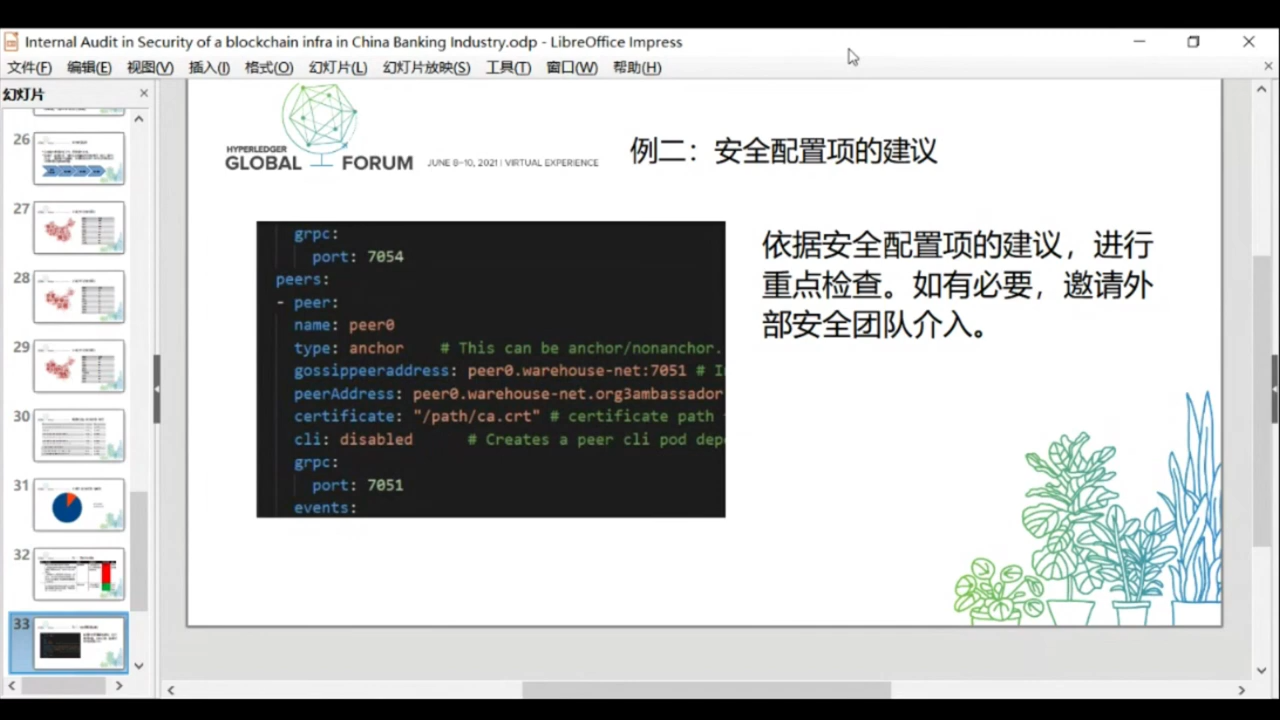 Internal Audit in Security of a blockchain infra in China Banking Industry.odp - LibreOffice Impress
文件(F) 编辑(E) 视图(V) 插入(I) 格式(O) 幻灯片(L) 幻灯片放映(S) 工具(T) 窗口(W) 帮助(H)
幻灯片
26
27
28
29
30
31
32
33
HYPERLEDGER
GLOBAL FORUM
JUNE 8-10, 2021 | VIRTUAL EXPERIENCE
例二：安全配置项的建议
grpc:
port: 7054
peers:
- peer:
name: peer0
type: anchor # This can be anchor/nonanchor.
gossippeeraddress: peer0.warehouse-net:7051 #
peerAddress: peer0.warehouse-net.org3ambassador
certificate: "/path/ca.crt" # certificate path
cli: disabled # Creates a peer cli pod
grpc:
port: 7051
events:
依据安全配置项的建议，进行
重点检查。如有必要，邀请外
部安全团队介入。